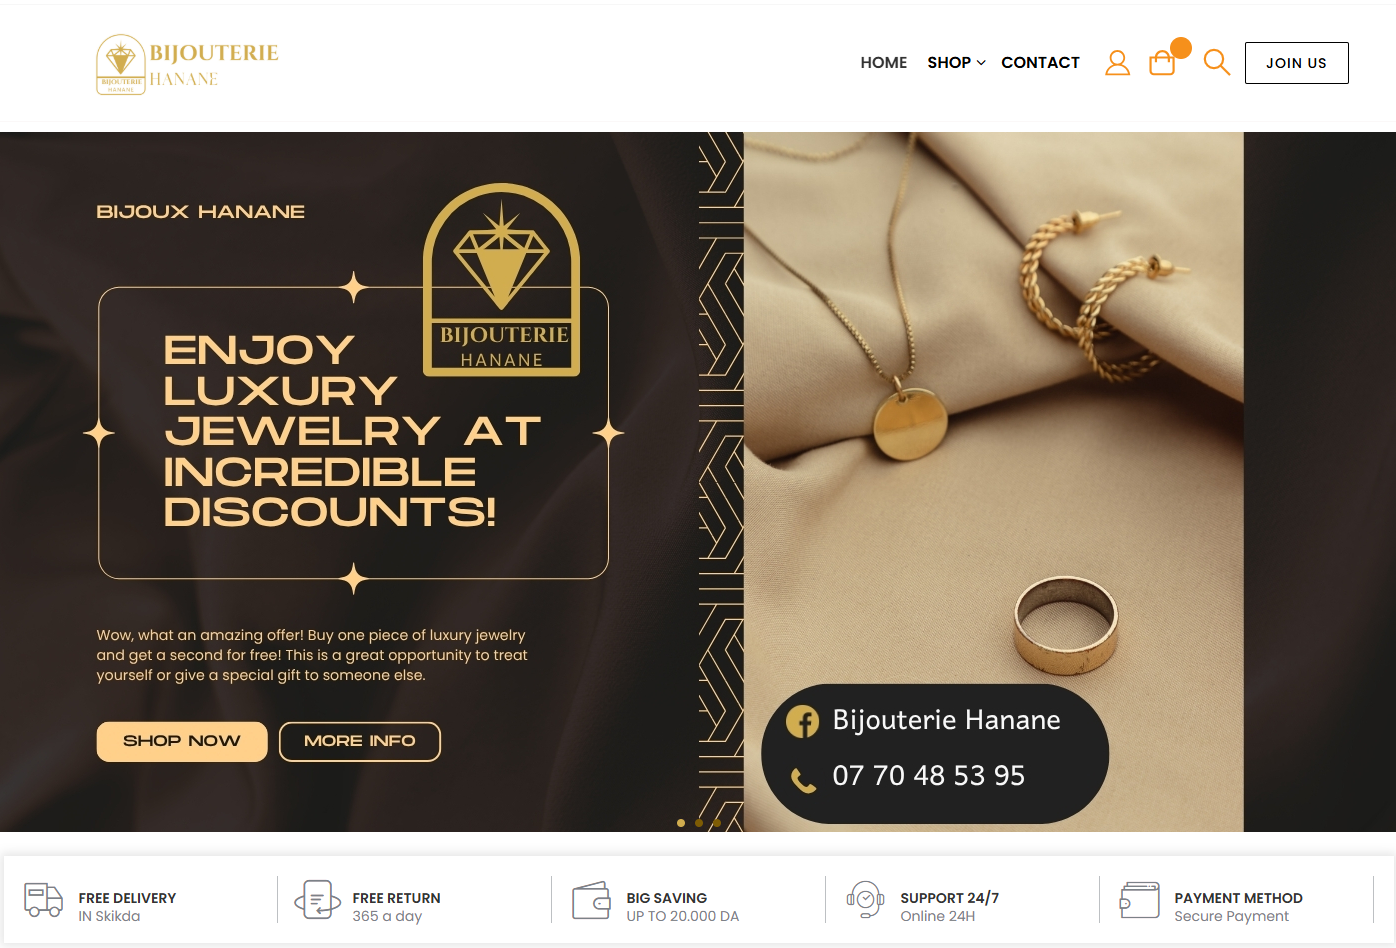 BIJOUTERIE
HANANE
BIJOUTERIE
HANANE
HOME
SHOP
CONTACT
JOIN US
BIJOUX HANANE
BIJOUTERIE
HANANE
ENJOY
LUXURY
JEWELRY AT
INCREDIBLE
DISCOUNTS!
Wow, what an amazing offer! Buy one piece of luxury jewelry
and get a second for free! This is a great opportunity to treat
yourself or give a special gift to someone else.
SHOP NOW
MORE INFO
Bijouterie Hanane
07 70 48 53 95
FREE DELIVERY
IN Skikda
FREE RETURN
365 a day
BIG SAVING
UP TO 20.000 DA
SUPPORT 24/7
Online 24H
PAYMENT METHOD
Secure Payment